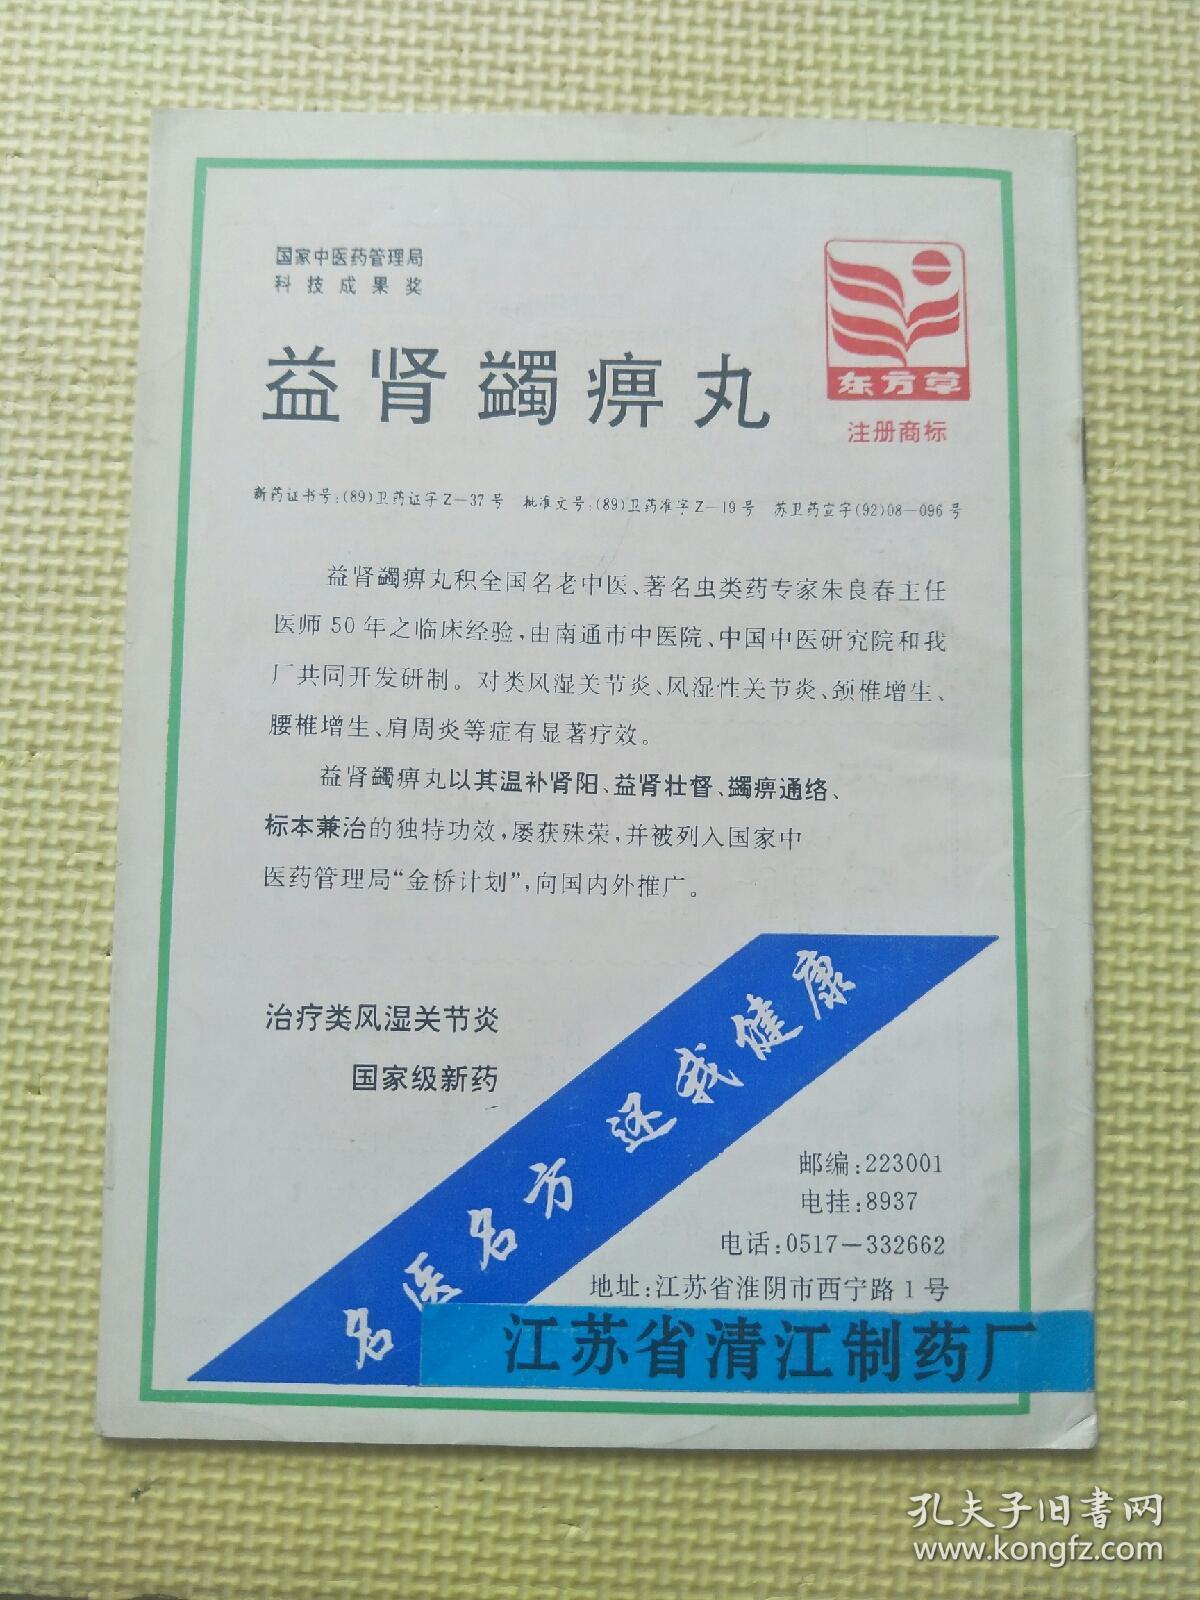 国家中医药管理局
科技成果奖
益肾蠲痹丸
东方草
注册商标
新药证书号:(89)卫药证字Z—37号 批准文号:(89)卫药准字Z—19号 苏卫药宣字(92)08—096号
益肾蠲痹丸积全国名老中医、著名虫类药专家朱良春主任
医师50年之临床经验,由南通市中医院、中国中医研究院和我
厂共同开发研制。对类风湿关节炎、风湿性关节炎、颈椎增生、
腰椎增生、肩周炎等症有显著疗效。
益肾蠲痹丸以其温补肾阳、益肾壮督、蠲痹通络、
标本兼治的独特功效,屡获殊荣,并被列入国家中
医药管理局“金桥计划”,向国内外推广。
治疗类风湿关节炎
国家级新药
名医名方 还我健康
邮编:223001
电挂:8937
电话:0517—332662
地址:江苏省淮阴市西宁路1号
江苏省清江制药厂
孔夫子旧书网
www.kongfz.com